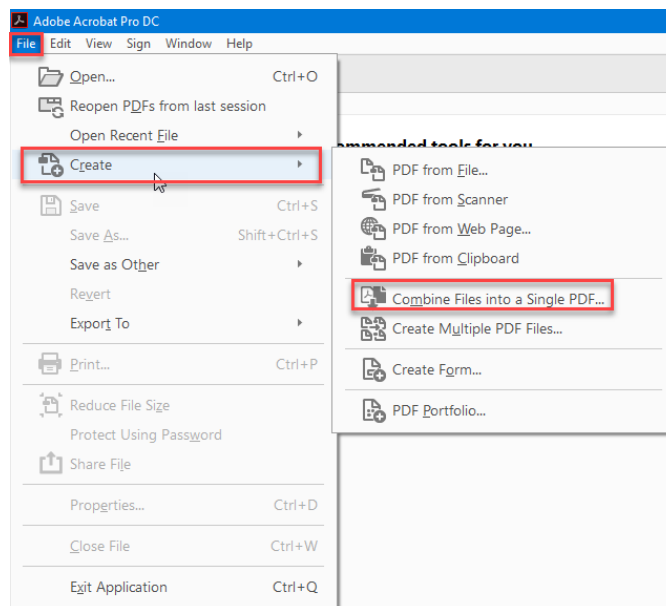 Adobe Acrobat Pro DC
File Edit View Sign Window Help
Open... Ctrl+O
Reopen PDFs from last session
Open Recent File
Create
Save Ctrl+S
Save As... Shift+Ctrl+S
Save as Other
Revert
Export To
Print... Ctrl+P
Reduce File Size
Protect Using Password
Share File
Properties... Ctrl+D
Close File Ctrl+W
Exit Application Ctrl+Q
ommended tools for you
PDF from File...
PDF from Scanner
PDF from Web Page...
PDF from Clipboard
Combine Files into a Single PDF...
Create Multiple PDF Files...
Create Form...
PDF Portfolio...